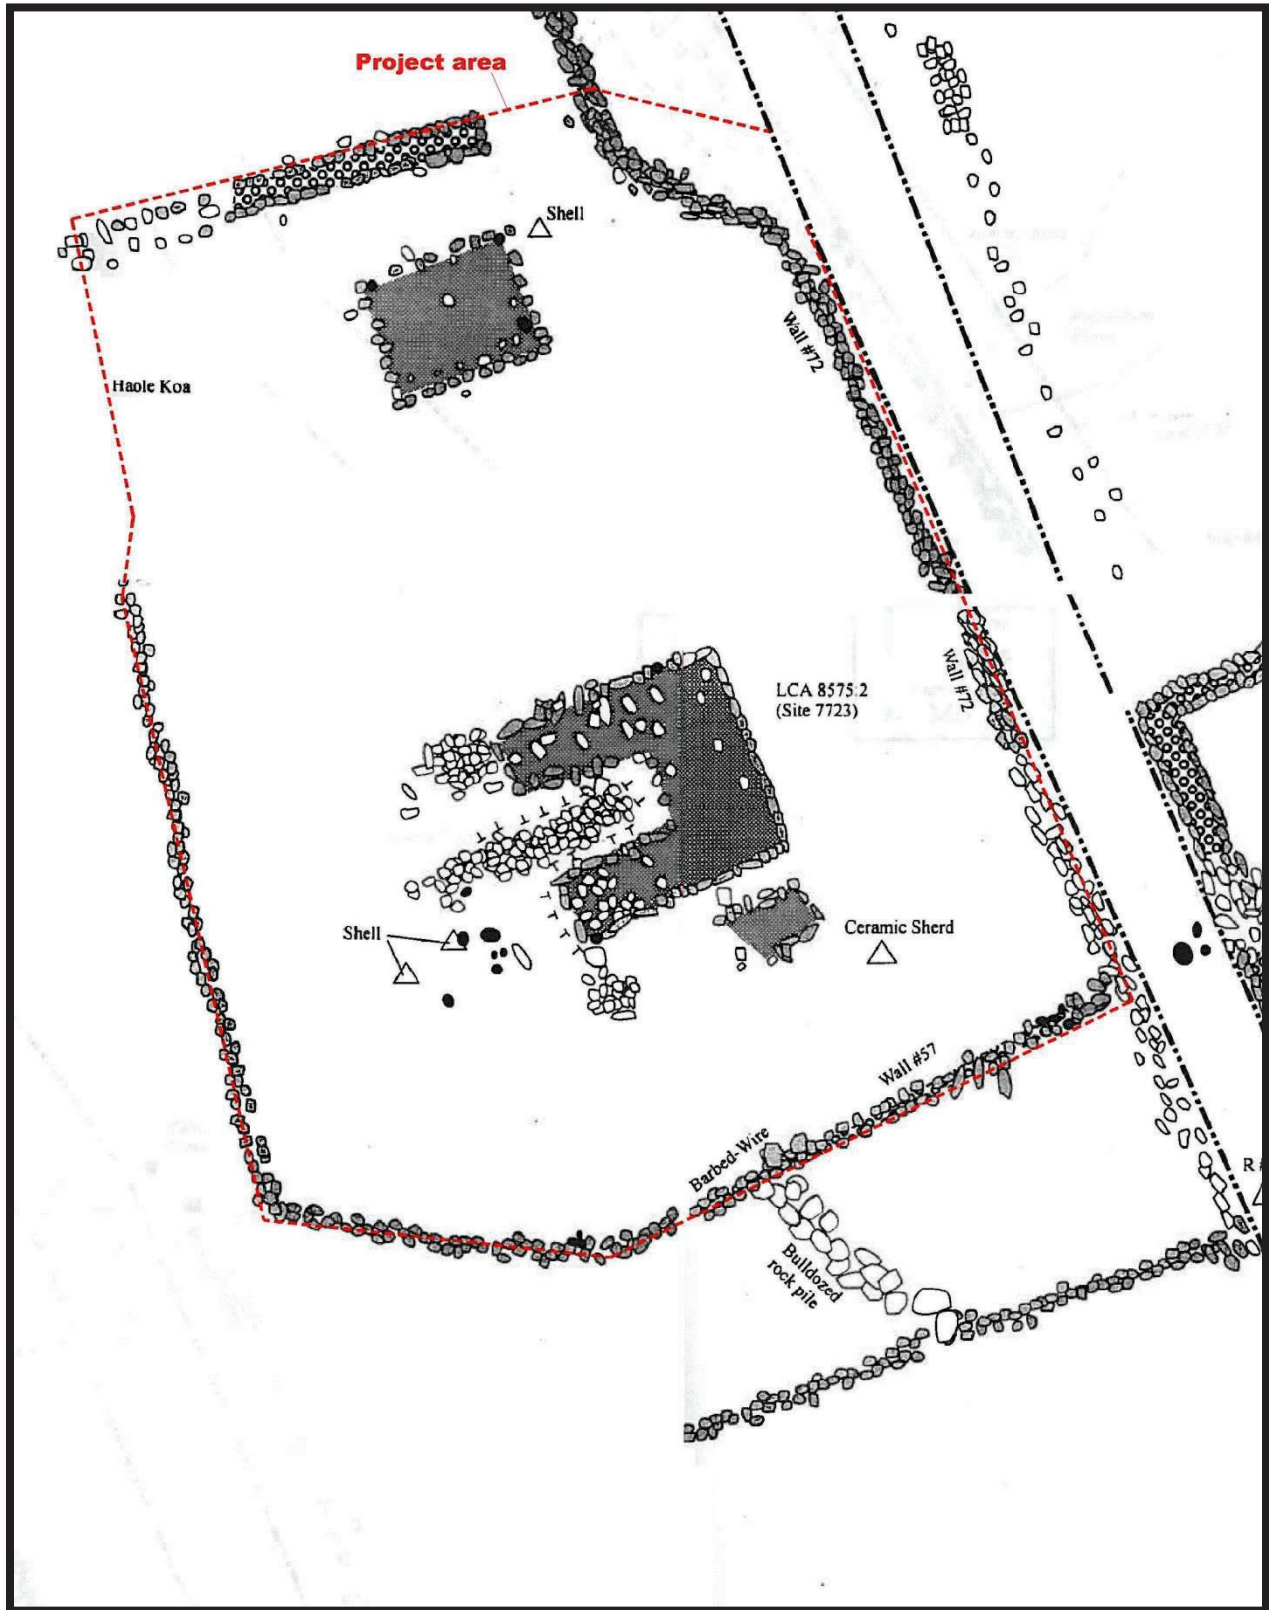 Project area
Shell
Wall #72
Haole Koa
Wall #72
LCA 8575:2
(Site 7723)
Shell
Ceramic Sherd
Wall #57
Barbed-Wire
Bulldozed
rock pile